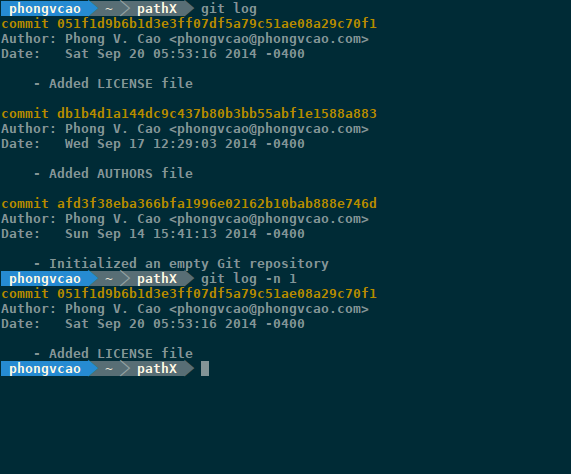 phongvcao ~ pathX git log
commit 051f1d9b6b1d3e3ff07df5a79c51ae08a29c70f1
Author: Phong V. Cao <phongvcao@phongvcao.com>
Date:   Sat Sep 20 05:53:16 2014 -0400
    - Added LICENSE file
commit db1b4d1a144dc9c437b80b3bb55abf1e1588a883
Author: Phong V. Cao <phongvcao@phongvcao.com>
Date:   Wed Sep 17 12:29:03 2014 -0400
    - Added AUTHORS file
commit afd3f38eba366bfa1996e02162b10bab888e746d
Author: Phong V. Cao <phongvcao@phongvcao.com>
Date:   Sun Sep 14 15:41:13 2014 -0400
    - Initialized an empty Git repository
phongvcao ~ pathX git log -n 1
commit 051f1d9b6b1d3e3ff07df5a79c51ae08a29c70f1
Author: Phong V. Cao <phongvcao@phongvcao.com>
Date:   Sat Sep 20 05:53:16 2014 -0400
    - Added LICENSE file
phongvcao ~ pathX